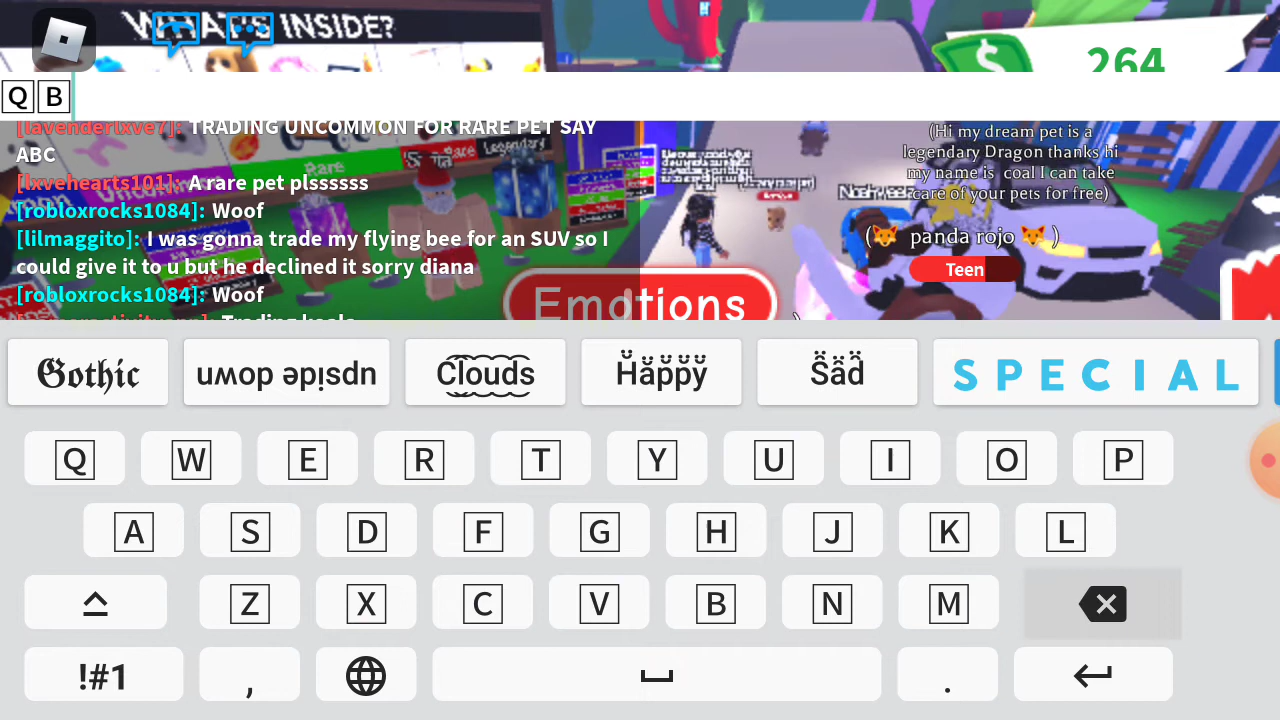 WHAT'S INSIDE?
264
🅀🄱
[lavenderlxve7]: TRADING UNCOMMON FOR RARE PET SAY
ABC
[lxvehearts101]: A rare pet plssssss
[robloxrocks1084]: Woof
[lilmaggito]: I was gonna trade my flying bee for an SUV so I
could give it to u but he declined it sorry diana
[robloxrocks1084]: Woof
Rare
Legendary
(Hi my dream pet is a
legendary Dragon thanks hi
my name is coal I can take
care of your pets for free)
(🦊 panda rojo 🦊 )
Teen
Emotions
𝕲𝖔𝖙𝖍𝖎𝖈 uʍop ǝpısdn C͜͡l͜͡o͜͡u͜͡d͜͡s͜͡ H̆̈ă̈p̆̈p̆̈y̆̈ S̑̈ȃ̈d̑̈ S P E C I A L
🅀 🅆 🄴 🅁 🅃 🅈 🅄 🄸 🄾 🄿
🄰 🅂 🄳 🄵 🄶 🄷 🄹 🄺 🄻
🅉 🅇 🄲 🅅 🄱 🄽 🄼
!#1 , .